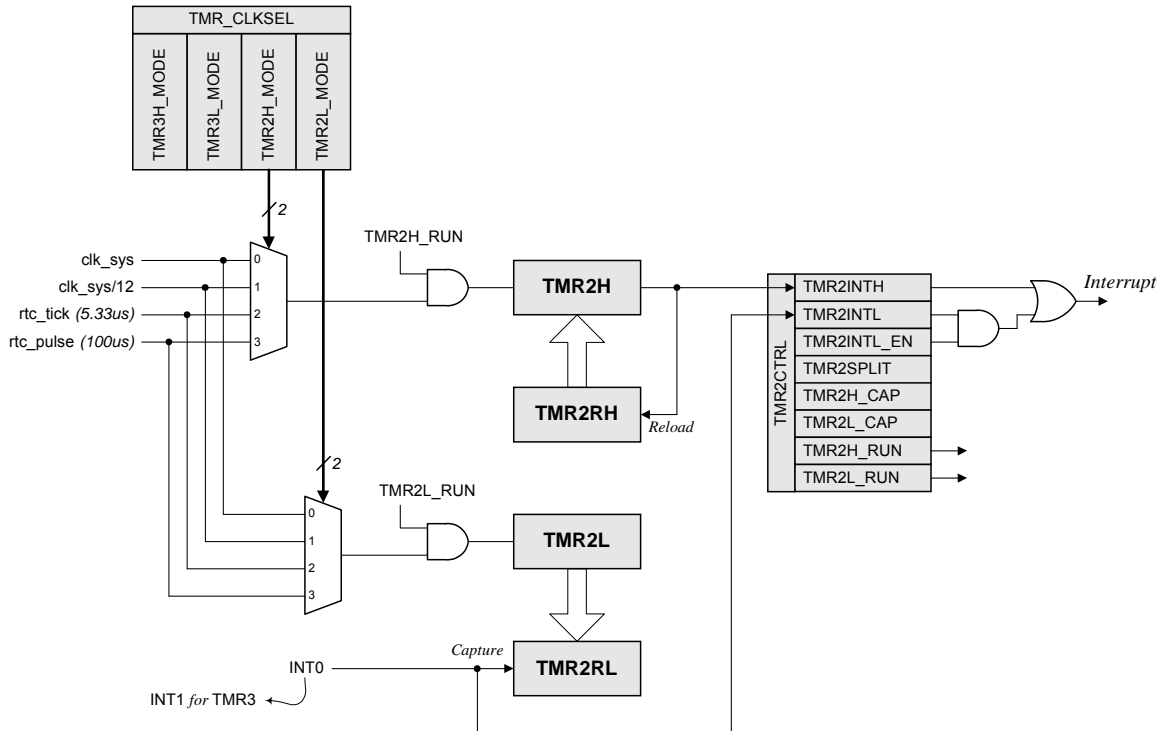 TMR_CLKSEL
TMR3H_MODE
TMR3L_MODE
TMR2H_MODE
TMR2L_MODE
2
TMR2H_RUN
clk_sys
clk_sys/12
rtc_tick (5.33us)
rtc_pulse (100us)
0
1
2
3
TMR2H
TMR2RH
Reload
TMR2CTRL
TMR2INTH
TMR2INTL
TMR2INTL_EN
TMR2SPLIT
TMR2H_CAP
TMR2L_CAP
TMR2H_RUN
TMR2L_RUN
Interrupt
2
TMR2L_RUN
0
1
2
3
TMR2L
Capture
TMR2RL
INT0
INT1 for TMR3